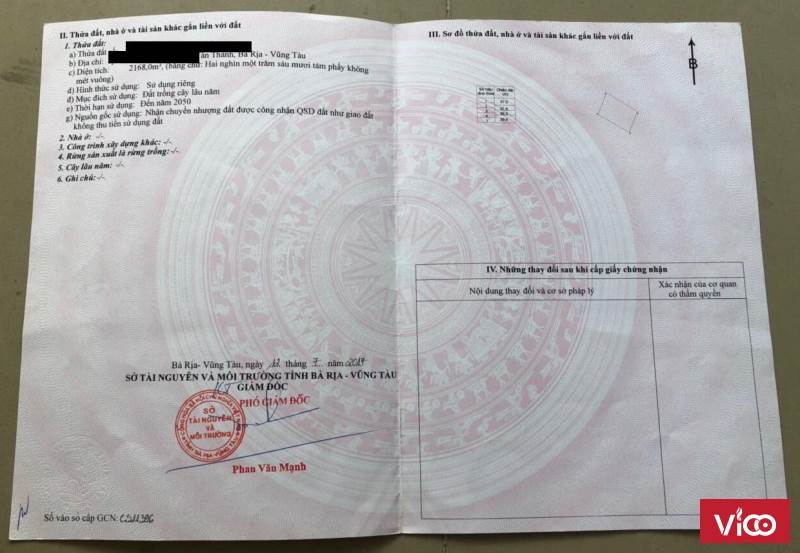 II. Thửa đất, nhà ở và tài sản khác gắn liền với đất
1. Thửa đất:
a) Thửa đất
b) Địa chỉ: Thành, Bà Rịa - Vũng Tàu
c) Diện tích: 2168,0m², (bằng chữ: Hai nghìn một trăm sáu mươi tám phẩy không
mét vuông)
d) Hình thức sử dụng: Sử dụng riêng
đ) Mục đích sử dụng: Đất trồng cây lâu năm
e) Thời hạn sử dụng: Đến năm 2050
g) Nguồn gốc sử dụng: Nhận chuyển nhượng đất được công nhận QSD đất như giao đất
không thu tiền sử dụng đất
2. Nhà ở: -/-
3. Công trình xây dựng khác: -/-
4. Rừng sản xuất là rừng trồng: -/-
5. Cây lâu năm: -/-
6. Ghi chú: -/-
Bà Rịa- Vũng Tàu, ngày tháng năm
SỞ TÀI NGUYÊN VÀ MÔI TRƯỜNG TỈNH BÀ RỊA - VŨNG TÀU
KT GIÁM ĐỐC
PHÓ GIÁM ĐỐC
SỞ
TÀI NGUYÊN
VÀ
MÔI TRƯỜNG
TỈNH BÀ RỊA-VŨNG TÀU
Phan Văn Mạnh
Số vào sổ cấp GCN:
III. Sơ đồ thửa đất, nhà ở và tài sản khác gắn liền với đất
B
IV. Những thay đổi sau khi cấp giấy chứng nhận
Nội dung thay đổi và cơ sở pháp lý
Xác nhận của cơ quan
có thẩm quyền
vico